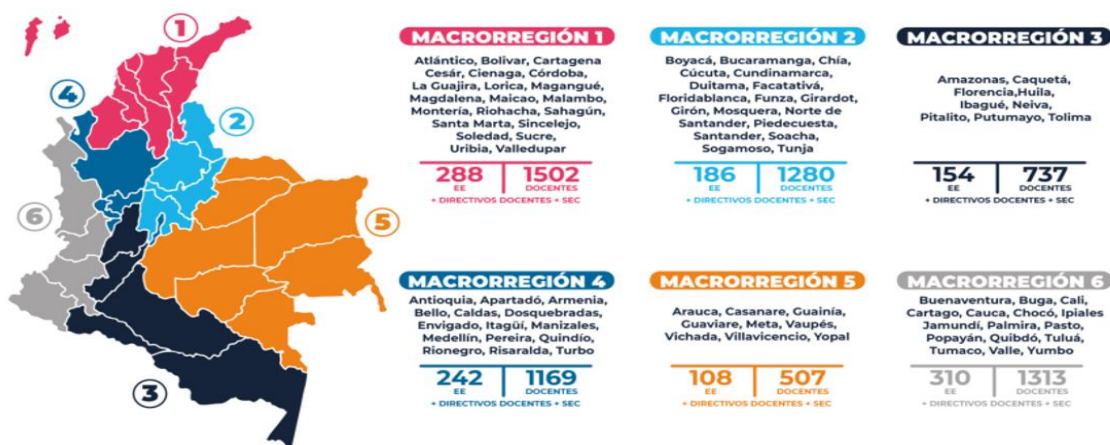 1
4
2
6
5
3
MACRORREGIÓN 1
Atlántico, Bolivar, Cartagena
Cesár, Cienaga, Córdoba,
La Guajira, Lorica, Magangué,
Magdalena, Maicao, Malambo,
Montería, Riohacha, Sahagún,
Santa Marta, Sincelejo,
Soledad, Sucre,
Uribia, Valledupar
288 1502
EE DOCENTES
+ DIRECTIVOS DOCENTES + SEC
MACRORREGIÓN 2
Boyacá, Bucaramanga, Chía,
Cúcuta, Cundinamarca,
Duitama, Facatativá,
Floridablanca, Funza, Girardot,
Girón, Mosquera, Norte de
Santander, Piedecuesta,
Santander, Soacha,
Sogamoso, Tunja
186 1280
EE DOCENTES
+ DIRECTIVOS DOCENTES + SEC
MACRORREGIÓN 3
Amazonas, Caquetá,
Florencia,Huila,
Ibagué, Neiva,
Pitalito, Putumayo, Tolima
154 737
EE DOCENTES
+ DIRECTIVOS DOCENTES + SEC
MACRORREGIÓN 4
Antioquia, Apartadó, Armenia,
Bello, Caldas, Dosquebradas,
Envigado, Itagüí, Manizales,
Medellín, Pereira, Quindío,
Rionegro, Risaralda, Turbo
242 1169
EE DOCENTES
+ DIRECTIVOS DOCENTES + SEC
MACRORREGIÓN 5
Arauca, Casanare, Guainía,
Guaviare, Meta, Vaupés,
Vichada, Villavicencio, Yopal
108 507
EE DOCENTES
+ DIRECTIVOS DOCENTES + SEC
MACRORREGIÓN 6
Buenaventura, Buga, Cali,
Cartago, Cauca, Chocó, Ipiales
Jamundí, Palmira, Pasto,
Popayán, Quibdó, Tuluá,
Tumaco, Valle, Yumbo
310 1313
EE DOCENTES
+ DIRECTIVOS DOCENTES + SEC